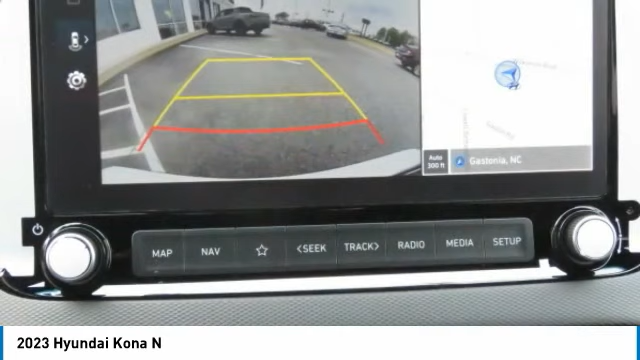 Auto
300 ft
Gastonia, NC
MAP
NAV
<SEEK
TRACK>
RADIO
MEDIA
SETUP
2023 Hyundai Kona N